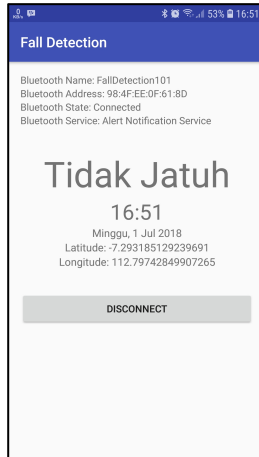 0 KB/s 53% 16:51
Fall Detection
Bluetooth Name: FallDetection101
Bluetooth Address: 98:4F:EE:0F:61:8D
Bluetooth State: Connected
Bluetooth Service: Alert Notification Service
Tidak Jatuh
16:51
Minggu, 1 Jul 2018
Latitude: -7.293185129239691
Longitude: 112.79742849907265
DISCONNECT